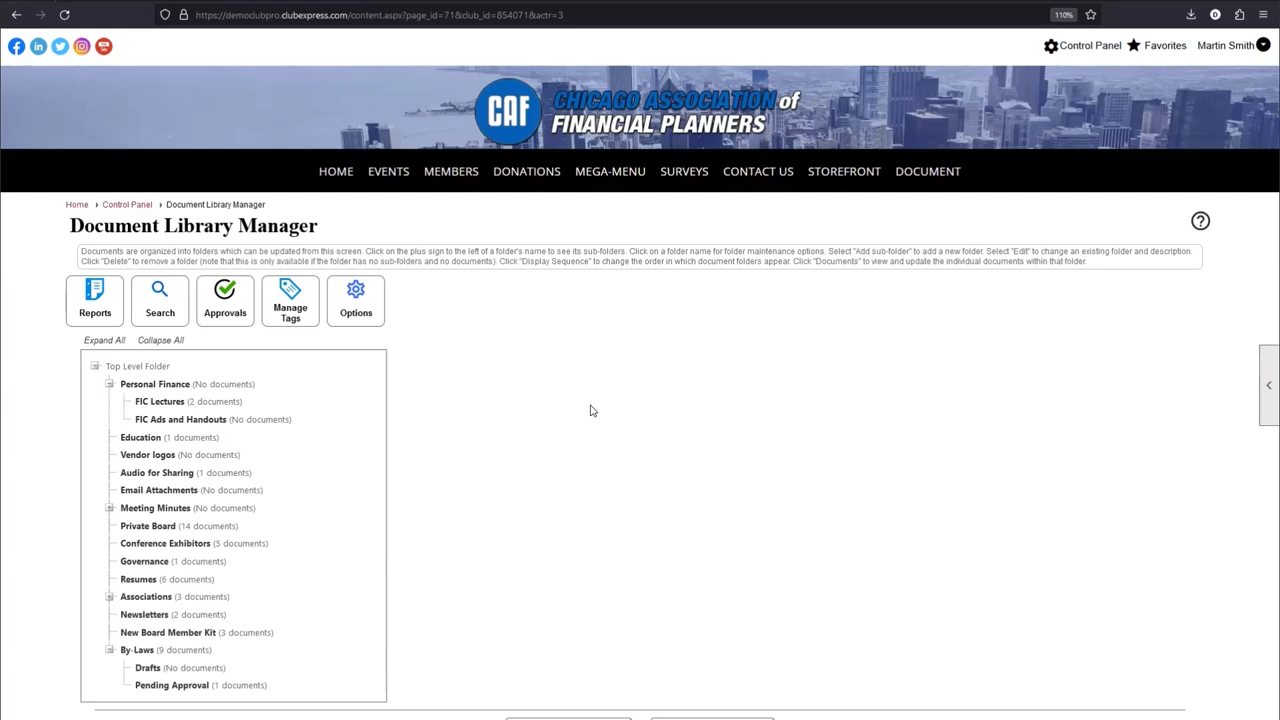 https://democlubpro.clubexpress.com/content.aspx?page_id=71&club_id=854071&actr=3
110%
D
Control Panel
Favorites
Martin Smith
CAF
CHICAGO ASSOCIATION of
FINANCIAL PLANNERS
HOME EVENTS MEMBERS DONATIONS MEGA-MENU SURVEYS CONTACT US STOREFRONT DOCUMENT
Home › Control Panel › Document Library Manager
Document Library Manager
Documents are organized into folders which can be updated from this screen. Click on the plus sign to the left of a folder's name to see its sub-folders. Click on a folder name for folder maintenance options. Select "Add sub-folder" to add a new folder. Select "Edit" to change an existing folder and description.
Click "Delete" to remove a folder (note that this is only available if the folder has no sub-folders and no documents). Click "Display Sequence" to change the order in which document folders appear. Click "Documents" to view and update the individual documents within that folder.
Reports
Search
Approvals
Manage
Tags
Options
Expand All Collapse All
Top Level Folder
Personal Finance (No documents)
FIC Lectures (2 documents)
FIC Ads and Handouts (No documents)
Education (1 documents)
Vendor logos (No documents)
Audio for Sharing (1 documents)
Email Attachments (No documents)
Meeting Minutes (No documents)
Private Board (14 documents)
Conference Exhibitors (5 documents)
Governance (1 documents)
Resumes (6 documents)
Associations (3 documents)
Newsletters (2 documents)
New Board Member Kit (3 documents)
By-Laws (9 documents)
Drafts (No documents)
Pending Approval (1 documents)